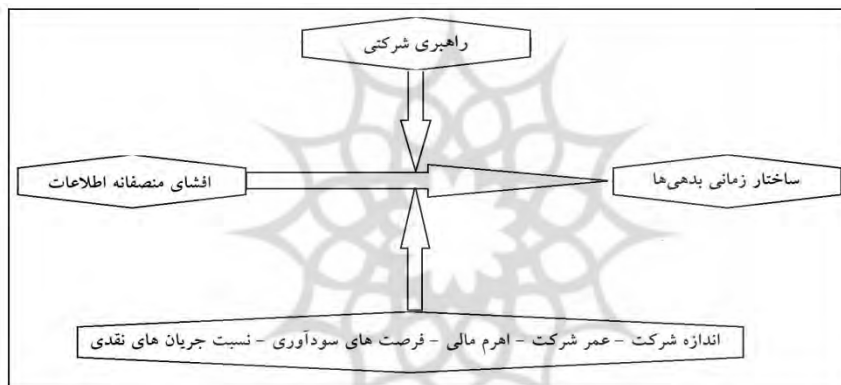 راهبری شرکتی
افشای منصفانه اطلاعات
ساختار زمانی بدهی‌ها
اندازه شرکت – عمر شرکت – اهرم مالی – فرصت های سودآوری – نسبت جریان های نقدی